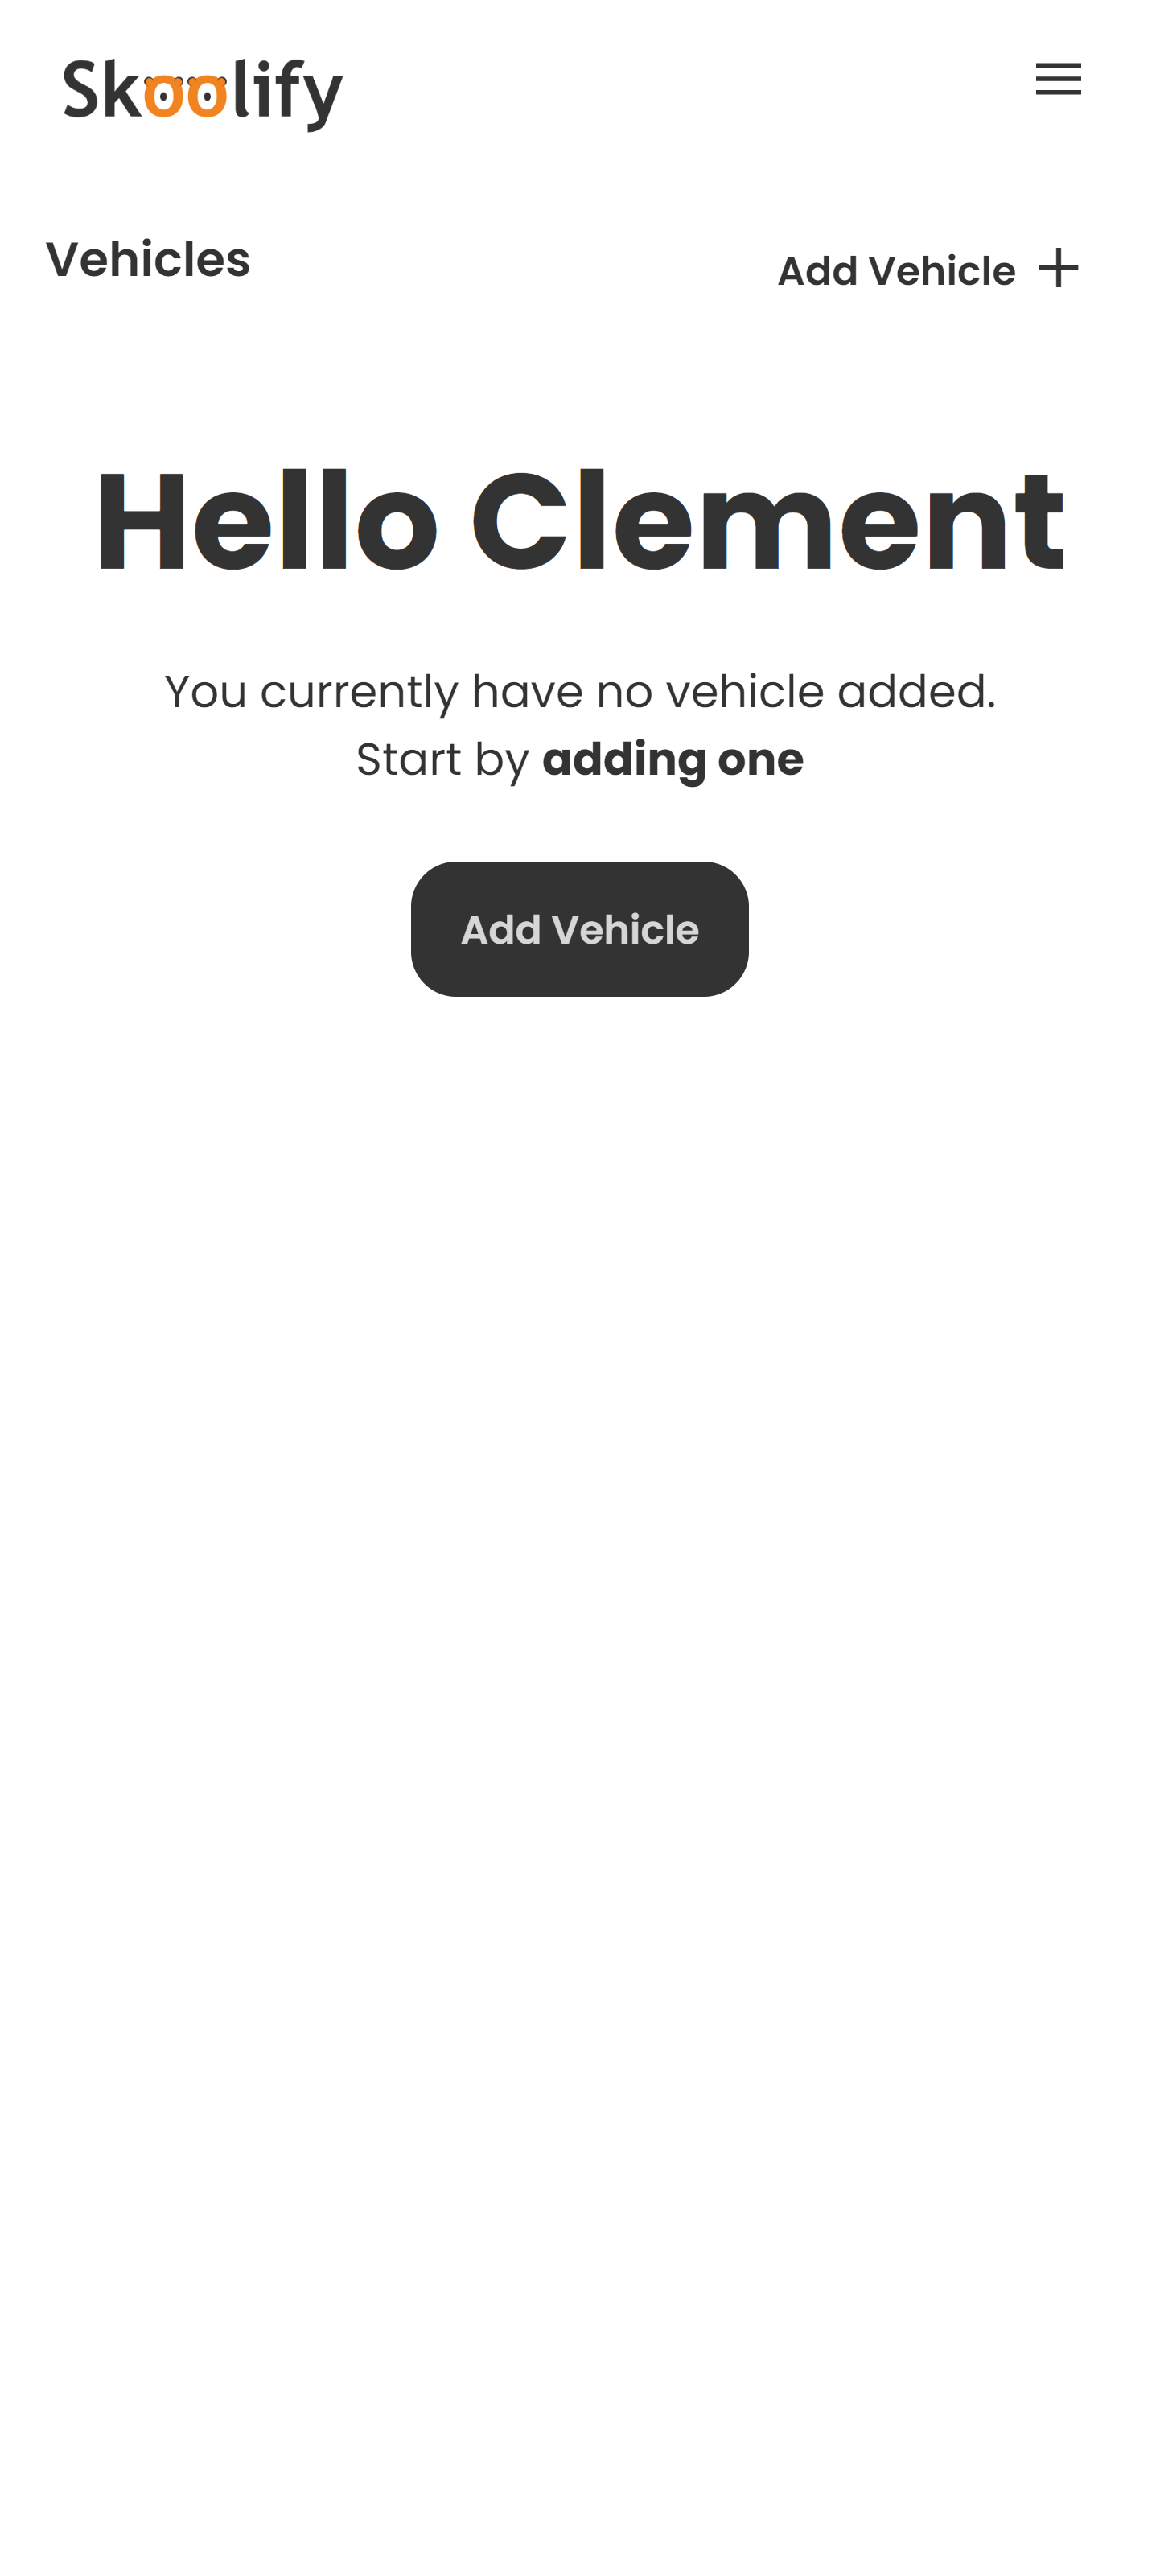 Skoolify
Vehicles
Add Vehicle
Hello Clement
You currently have no vehicle added.
Start by adding one
Add Vehicle